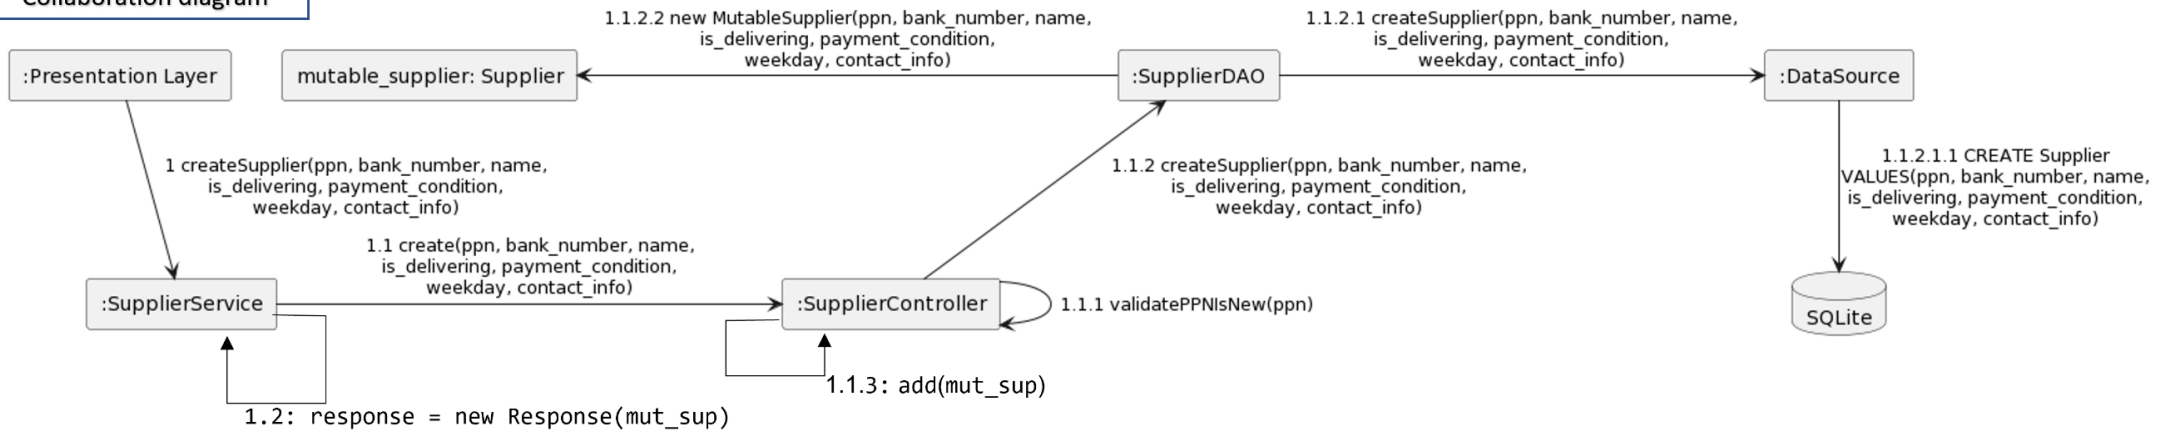 Collaboration diagram
1.1.2.2 new MutableSupplier(ppn, bank_number, name,
is_delivering, payment_condition,
weekday, contact_info)
1.1.2.1 createSupplier(ppn, bank_number, name,
is_delivering, payment_condition,
weekday, contact_info)
:Presentation Layer
mutable_supplier: Supplier
:SupplierDAO
:DataSource
1 createSupplier(ppn, bank_number, name,
is_delivering, payment_condition,
weekday, contact_info)
1.1.2 createSupplier(ppn, bank_number, name,
is_delivering, payment_condition,
weekday, contact_info)
1.1.2.1.1 CREATE Supplier
VALUES(ppn, bank_number, name,
is_delivering, payment_condition,
weekday, contact_info)
1.1 create(ppn, bank_number, name,
is_delivering, payment_condition,
weekday, contact_info)
:SupplierService
:SupplierController
1.1.1 validatePPNIsNew(ppn)
SQLite
1.1.3: add(mut_sup)
1.2: response = new Response(mut_sup)